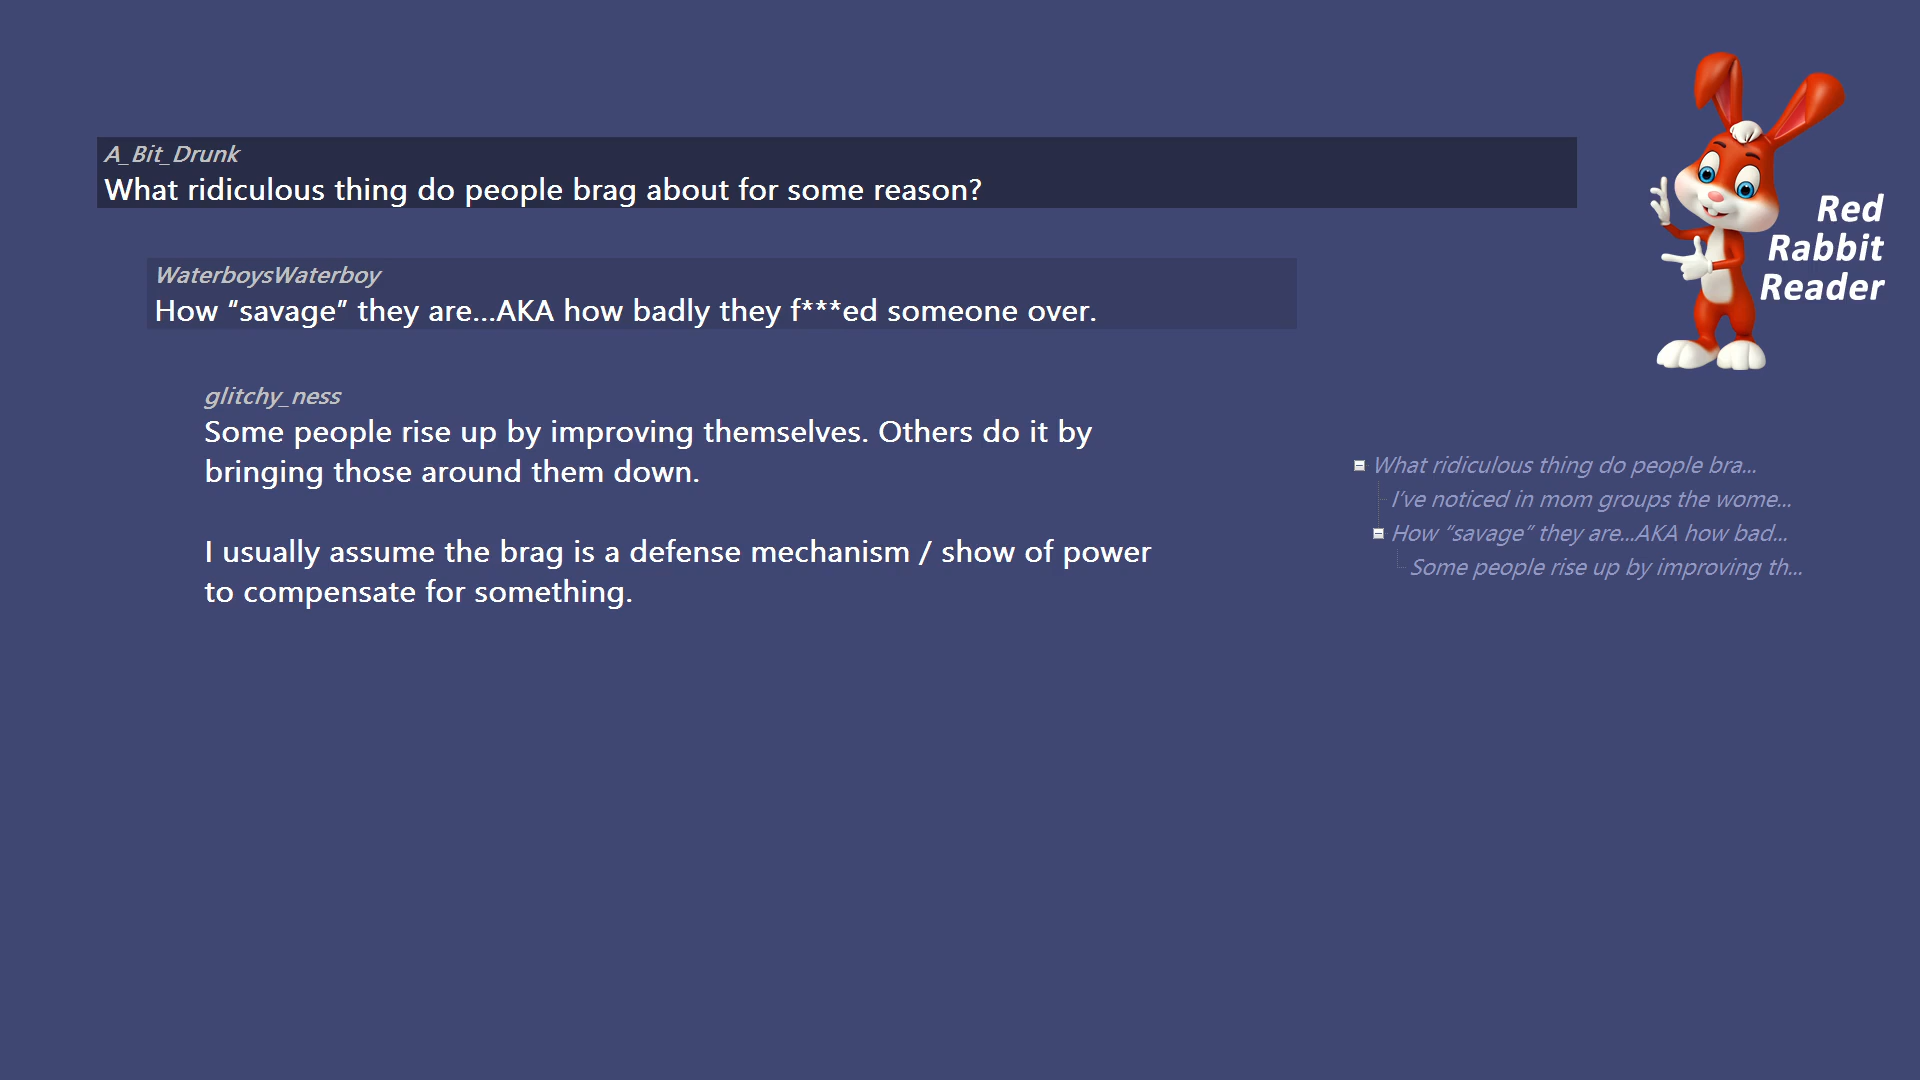 A_Bit_Drunk
What ridiculous thing do people brag about for some reason?
WaterboysWaterboy
How “savage” they are...AKA how badly they f***ed someone over.
glitchy_ness
Some people rise up by improving themselves. Others do it by
bringing those around them down.
I usually assume the brag is a defense mechanism / show of power
to compensate for something.
Red
Rabbit
Reader
What ridiculous thing do people bra...
I’ve noticed in mom groups the wome...
How “savage” they are...AKA how bad...
Some people rise up by improving th...